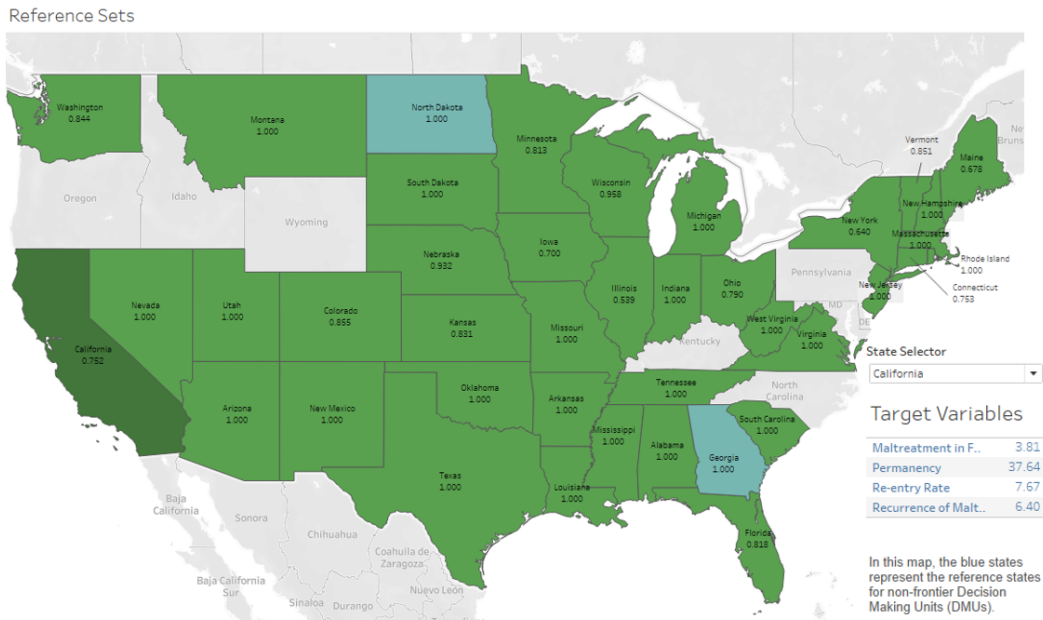 Reference Sets
Washington
0.844
Montana
1.000
North Dakota
1.000
Minnesota
0.813
Vermont
0.851
Maine
0.678
Ne
Bruns
Oregon
Idaho
Wyoming
South Dakota
1.000
Wisconsin
0.958
Michigan
1.000
New York
0.640
New Hampshire
1.000
Massachusetts
1.000
Rhode Island
1.000
Connecticut
0.753
Nebraska
0.932
Iowa
0.700
Illinois
0.539
Indiana
1.000
Ohio
0.790
Pennsylvania
New Jersey
1.000
MD
DE
Nevada
1.000
Utah
1.000
Colorado
0.855
Kansas
0.831
Missouri
1.000
West Virginia
1.000
Virginia
1.000
Kentucky
California
0.752
Arizona
1.000
New Mexico
1.000
Oklahoma
1.000
Arkansas
1.000
Tennessee
1.000
North
Carolina
South Carolina
1.000
Mississippi
1.000
Alabama
1.000
Georgia
1.000
Texas
1.000
Louisiana
1.000
Florida
0.818
Baja
California
Sonora
Chihuahua
Coahuila de
Zaragoza
Baja California
Sur
Sinaloa
Durango
Nuevo León
State Selector
California
Target Variables
Maltreatment in F.. 3.81
Permanency 37.64
Re-entry Rate 7.67
Recurrence of Malt.. 6.40
In this map, the blue states
represent the reference states
for non-frontier Decision
Making Units (DMUs).